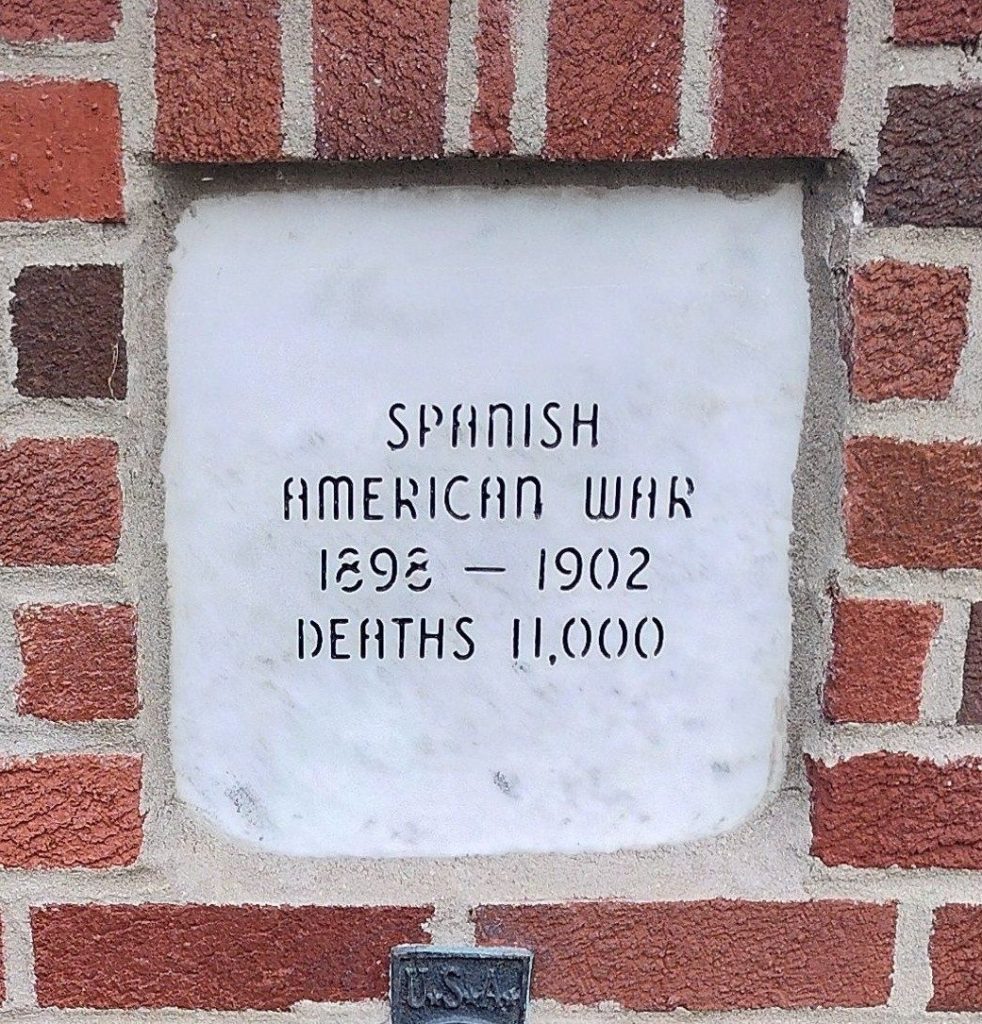 SPANISH
AMERICAN WAR
1898 — 1902
DEATHS 11,000
U.S.A.